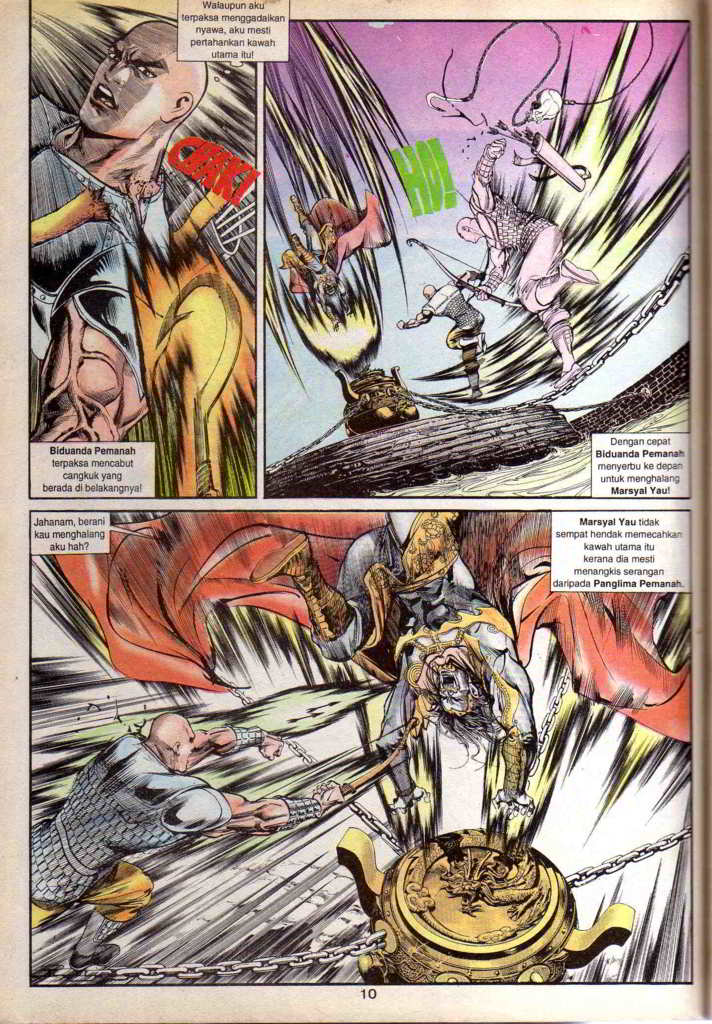 Walaupun aku
terpaksa menggadaikan
nyawa, aku mesti
pertahankan kawah
utama itu!
HO!
Biduanda Pemanah
terpaksa mencabut
cangkuk yang
berada di belakangnya!
Dengan cepat
Biduanda Pemanah
menyerbu ke depan
untuk menghalang
Marsyal Yau!
Jahanam, berani
kau menghalang
aku hah?
Marsyal Yau tidak
sempat hendak memecahkan
kawah utama itu
kerana dia mesti
menangkis serangan
daripada Panglima Pemanah.
10